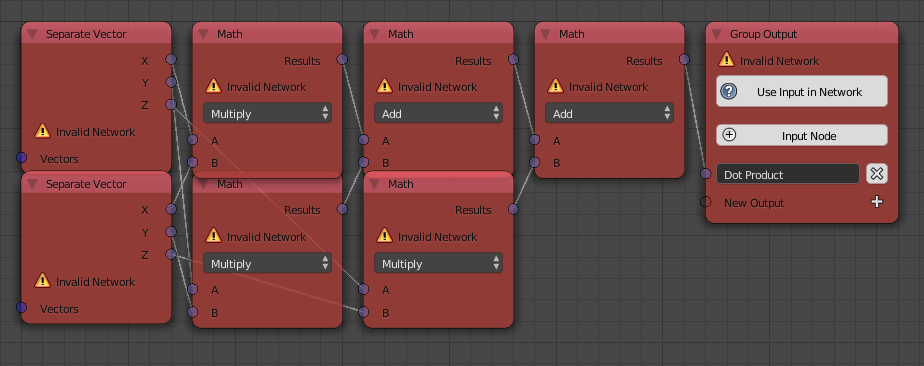 Separate Vector
X
Y
Z
Invalid Network
Vectors
Separate Vector
X
Y
Z
Invalid Network
Vectors
Math
Results
Invalid Network
Multiply
A
B
Math
Results
Invalid Network
Multiply
A
B
Math
Results
Invalid Network
Add
A
B
Math
Results
Invalid Network
Multiply
A
B
Math
Results
Invalid Network
Add
A
B
Group Output
Invalid Network
Use Input in Network
Input Node
Dot Product
New Output